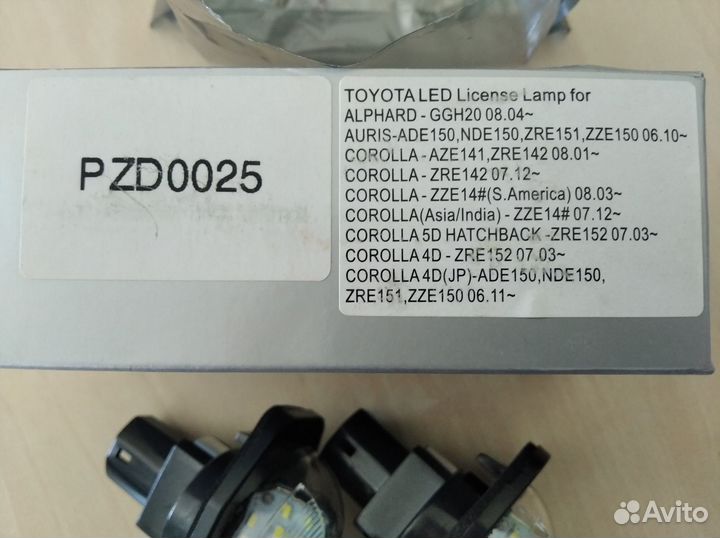 PZD0025
TOYOTA LED License Lamp for
ALPHARD - GGH20 08.04~
AURIS-ADE150,NDE150,ZRE151,ZZE150 06.10~
COROLLA - AZE141,ZRE142 08.01~
COROLLA - ZRE142 07.12~
COROLLA - ZZE14#(S.America) 08.03~
COROLLA(Asia/India) - ZZE14# 07.12~
COROLLA 5D HATCHBACK -ZRE152 07.03~
COROLLA 4D - ZRE152 07.03~
COROLLA 4D(JP)-ADE150,NDE150,
ZRE151,ZZE150 06.11~
Avito